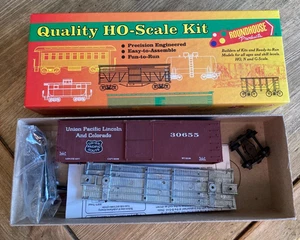 Quality HO-Scale Kit
• Precision Engineered
• Easy-to-Assemble
• Fun-to-Run
ROUNDHOUSE
Products
Builders of Kits and Ready-to-Run
Models for all ages and skill levels.
HO, N and G-Scale.
Union Pacific Lincoln
And Colorado
30655